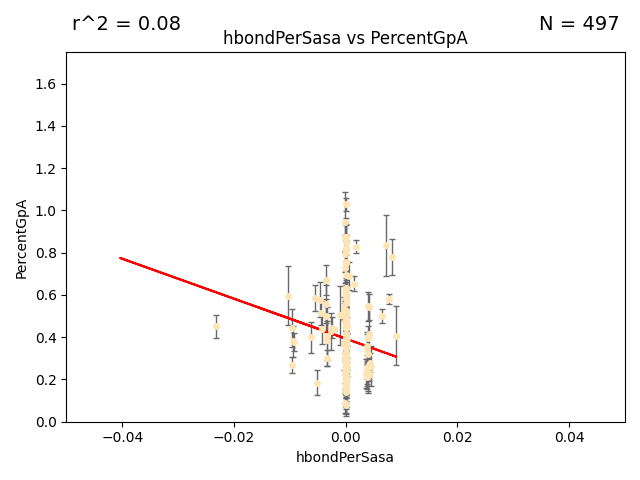 r^2 = 0.08
N = 497
hbondPerSasa vs PercentGpA
1.6
1.4
1.2
1.0
0.8
0.6
0.4
0.2
0.0
PercentGpA
−0.04
−0.02
0.00
0.02
0.04
hbondPerSasa